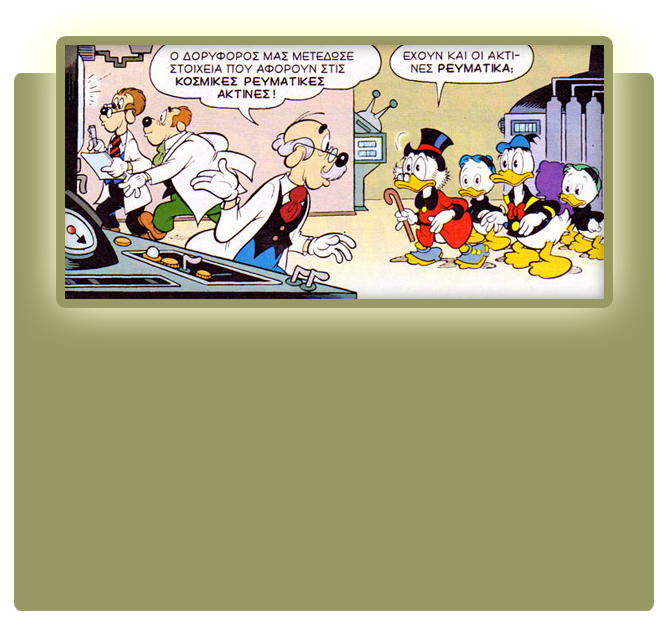 Ο ΔΟΡΥΦΟΡΟΣ ΜΑΣ ΜΕΤΕΔΩΣΕ
ΣΤΟΙΧΕΙΑ ΠΟΥ ΑΦΟΡΟΥΝ ΣΤΙΣ
ΚΟΣΜΙΚΕΣ ΡΕΥΜΑΤΙΚΕΣ
ΑΚΤΙΝΕΣ!
ΕΧΟΥΝ ΚΑΙ ΟΙ ΑΚΤΙ-
ΝΕΣ ΡΕΥΜΑΤΙΚΑ;